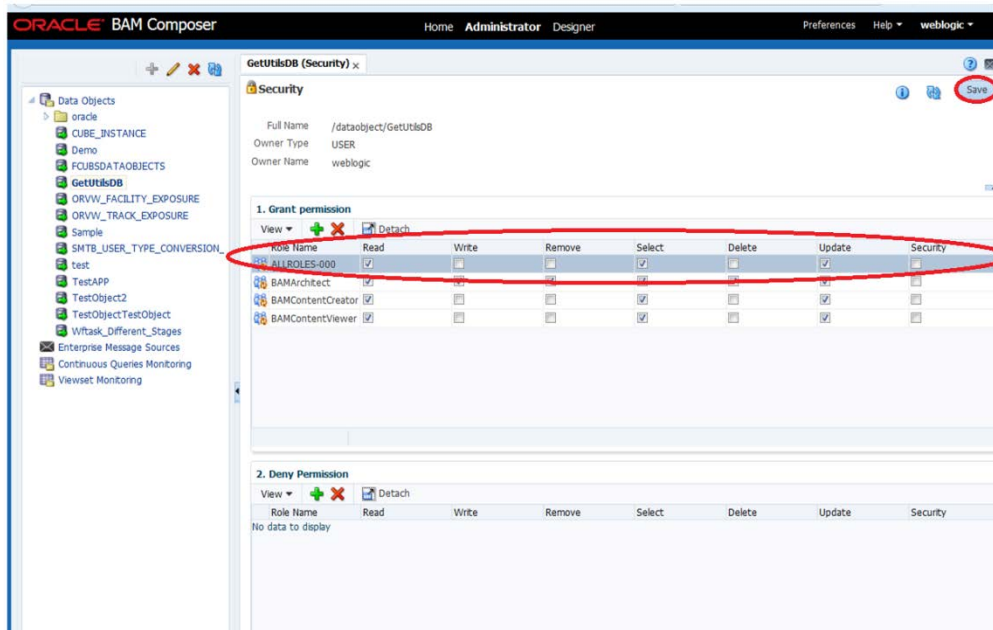 ORACLE BAM Composer Home Administrator Designer Preferences Help weblogic
GetUtilsDB (Security) x
Security Save
Full Name /dataobject/GetUtilsDB
Owner Type USER
Owner Name weblogic
Data Objects
oracle
CUBE_INSTANCE
Demo
FCUBSDATAOBJECTS
GetUtilsDB
ORVW_FACILITY_EXPOSURE
ORVW_TRACK_EXPOSURE
Sample
SMTB_USER_TYPE_CONVERSION_
test
TestAPP
TestObject2
TestObjectTestObject
Wftask_Different_Stages
Enterprise Message Sources
Continuous Queries Monitoring
Viewset Monitoring
1. Grant permission
View Detach
Role Name Read Write Remove Select Delete Update Security
ALLROLES-000
BAMArchitect
BAMContentCreator
BAMContentViewer
2. Deny Permission
View Detach
Role Name Read Write Remove Select Delete Update Security
No data to display